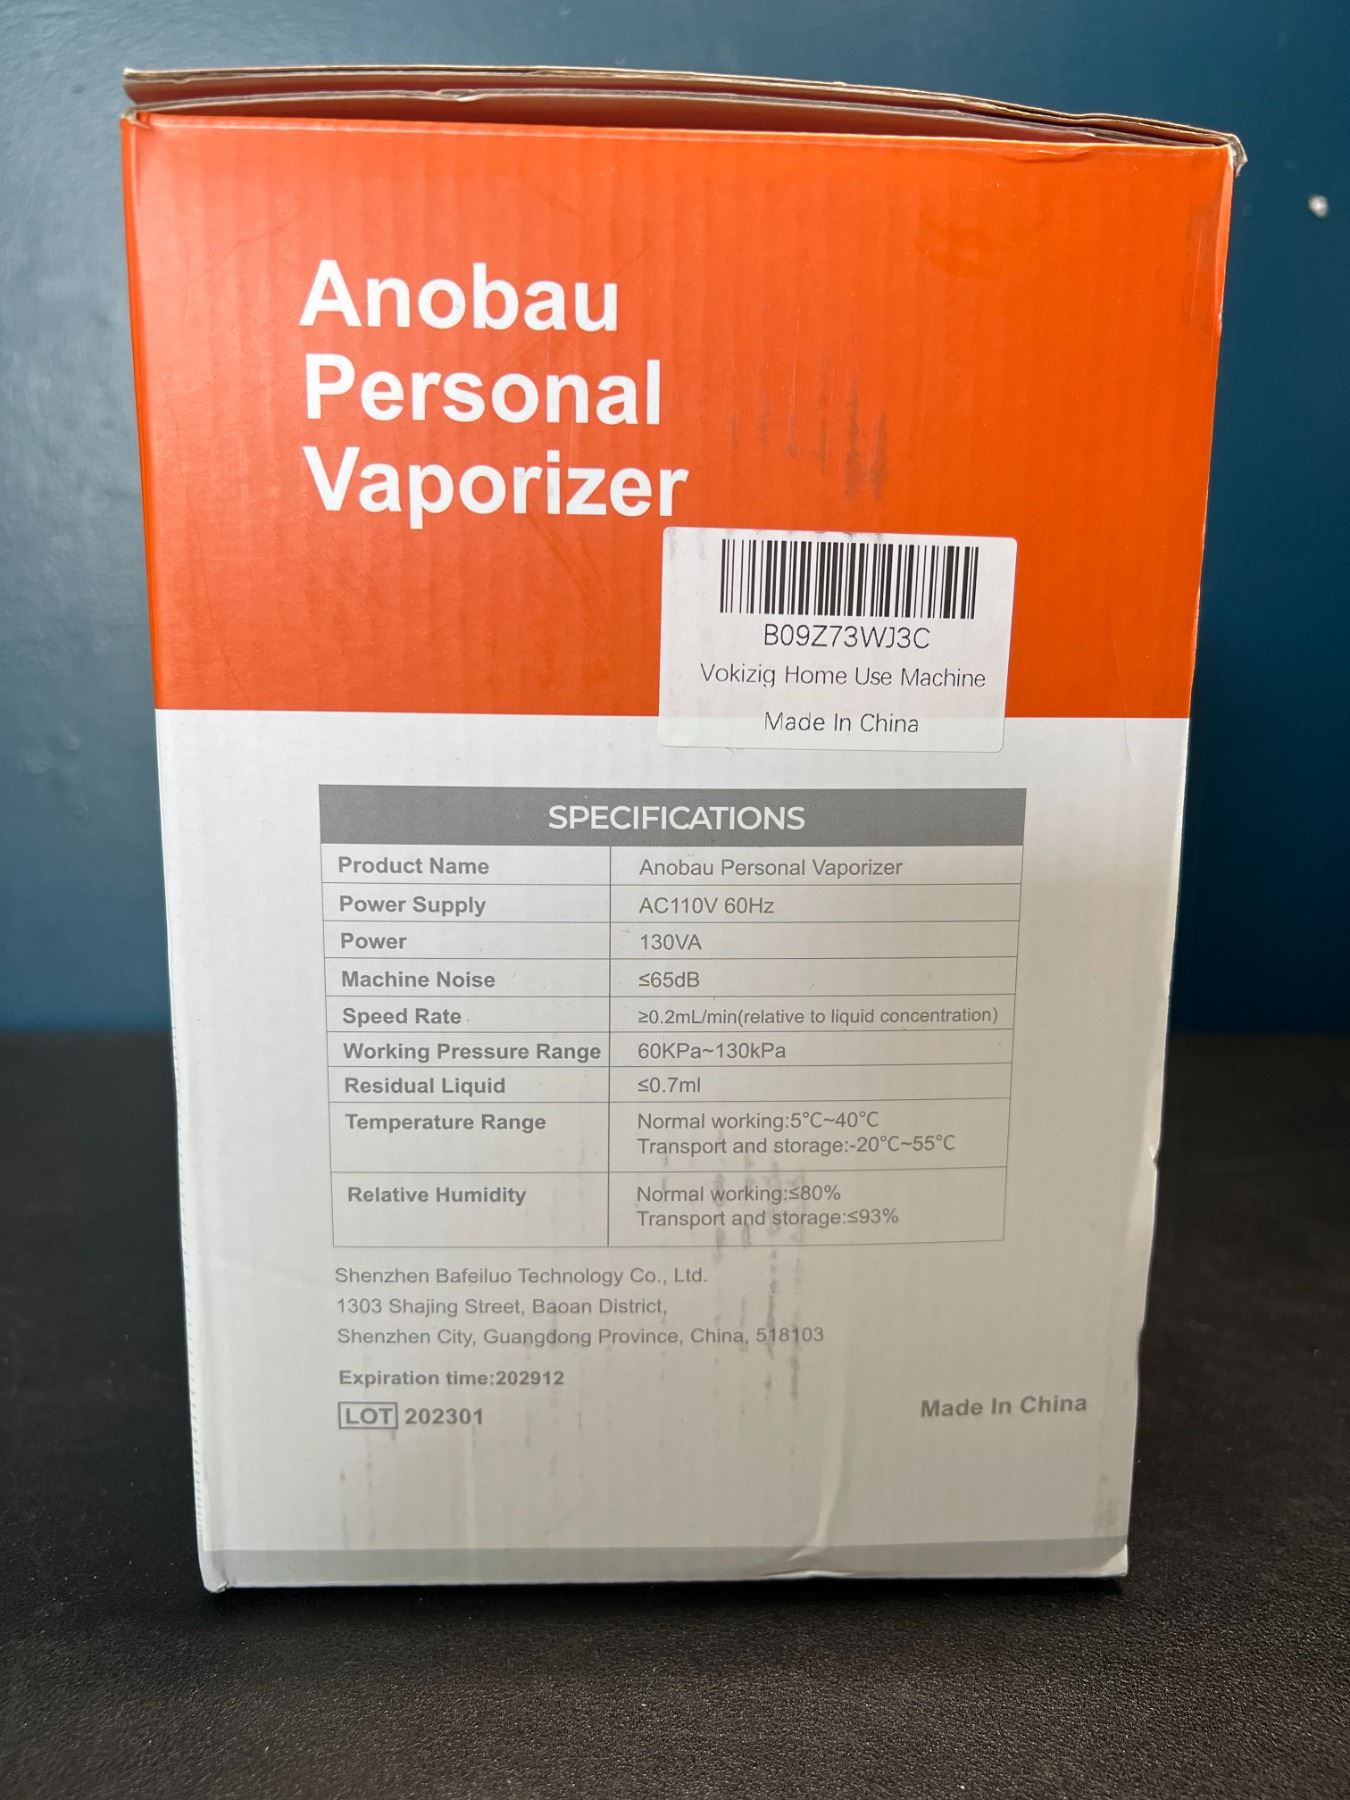 Anobau
Personal
Vaporizer
B09Z73WJ3C
Vokizig Home Use Machine
Made In China
SPECIFICATIONS
Product Name Anobau Personal Vaporizer
Power Supply AC110V 60Hz
Power 130VA
Machine Noise ≤65dB
Speed Rate ≥0.2mL/min(relative to liquid concentration)
Working Pressure Range 60KPa~130kPa
Residual Liquid ≤0.7ml
Temperature Range Normal working:5°C~40°C
Transport and storage:-20°C~55°C
Relative Humidity Normal working:≤80%
Transport and storage:≤93%
Shenzhen Bafeiluo Technology Co., Ltd.
1303 Shajing Street, Baoan District,
Shenzhen City, Guangdong Province, China, 518103
Expiration time:202912
LOT 202301
Made In China